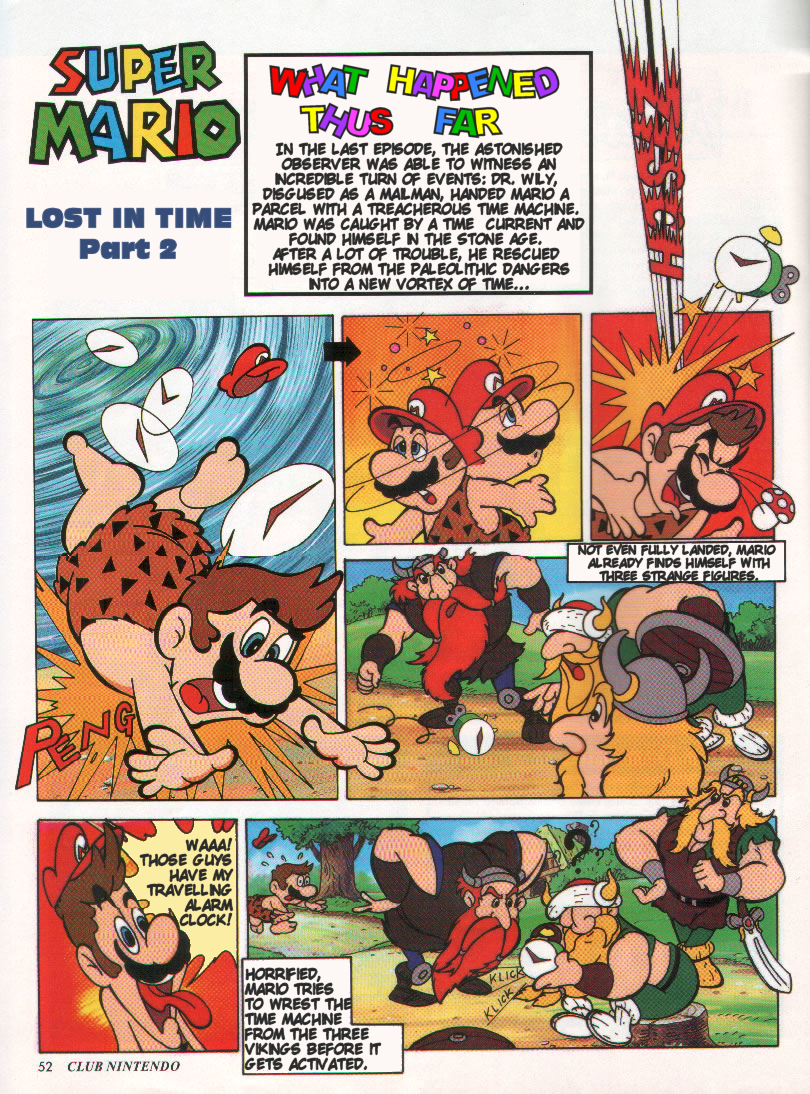 SUPER
MARIO
LOST IN TIME
Part 2
WHAT HAPPENED
THUS FAR
IN THE LAST EPISODE, THE ASTONISHED
OBSERVER WAS ABLE TO WITNESS AN
INCREDIBLE TURN OF EVENTS: DR. WILY,
DISGUSED AS A MAILMAN, HANDED MARIO A
PARCEL WITH A TREACHEROUS TIME MACHINE.
MARIO WAS CAUGHT BY A TIME CURRENT AND
FOUND HIMSELF IN THE STONE AGE.
AFTER A LOT OF TROUBLE, HE RESCUED
HIMSELF FROM THE PALEOLITHIC DANGERS
INTO A NEW VORTEX OF TIME...
PENG
M
M
NOT EVEN FULLY LANDED, MARIO
ALREADY FINDS HIMSELF WITH
THREE STRANGE FIGURES.
WAAA!
THOSE GUYS
HAVE MY
TRAVELLING
ALARM
CLOCK!
? ?
KLICK
KLICK
HORRIFIED,
MARIO TRIES
TO WREST THE
TIME MACHINE
FROM THE THREE
VIKINGS BEFORE IT
GETS ACTIVATED.
52 CLUB NINTENDO